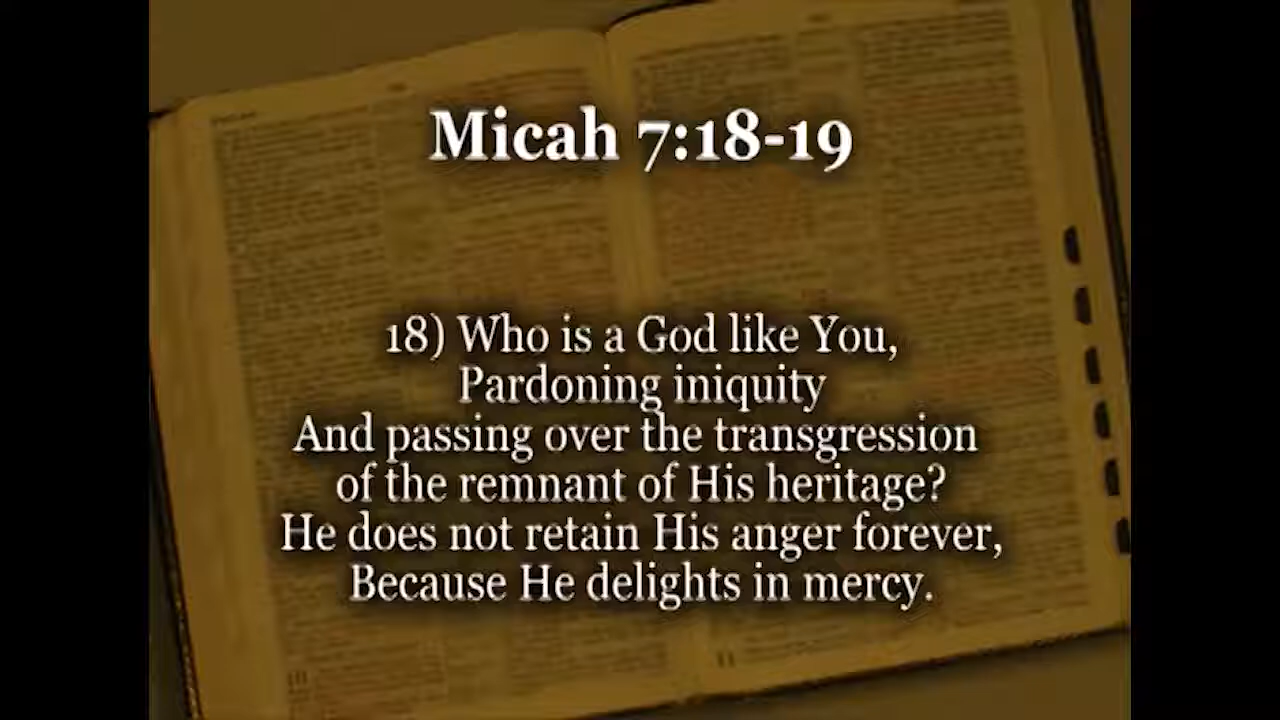 Micah 7:18-19
18) Who is a God like You,
Pardoning iniquity
And passing over the transgression
of the remnant of His heritage?
He does not retain His anger forever,
Because He delights in mercy.